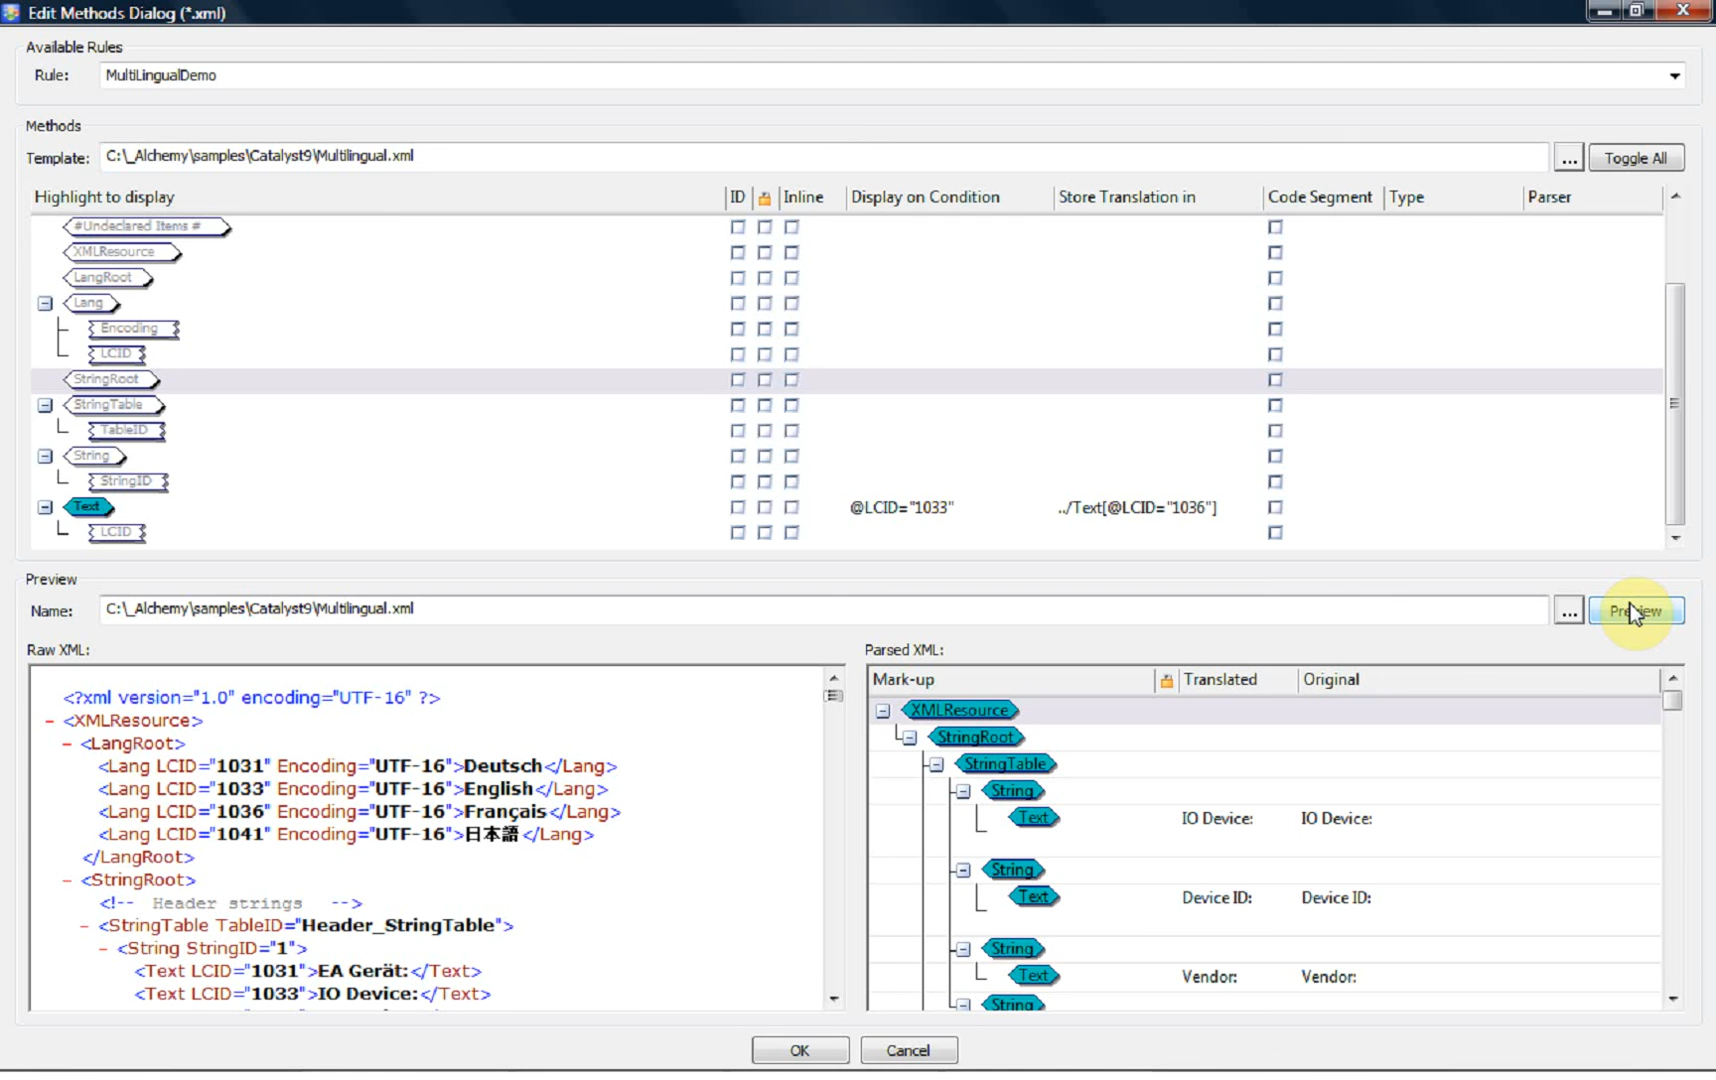 Edit Methods Dialog (*.xml)
Available Rules
Rule: MultiLingualDemo
Methods
Template: C:\_Alchemy\samples\Catalyst9\Multilingual.xml ... Toggle All
Highlight to display ID Inline Display on Condition Store Translation in Code Segment Type Parser
#Undeclared Items #
XMLResource
LangRoot
Lang
Encoding
LCID
StringRoot
StringTable
TableID
String
StringID
Text @LCID="1033" ../Text[@LCID="1036"]
LCID
Preview
Name: C:\_Alchemy\samples\Catalyst9\Multilingual.xml ... Preview
Raw XML:
<?xml version="1.0" encoding="UTF-16" ?>
- <XMLResource>
- <LangRoot>
<Lang LCID="1031" Encoding="UTF-16">Deutsch</Lang>
<Lang LCID="1033" Encoding="UTF-16">English</Lang>
<Lang LCID="1036" Encoding="UTF-16">Français</Lang>
<Lang LCID="1041" Encoding="UTF-16">日本語</Lang>
</LangRoot>
- <StringRoot>
<!-- Header strings -->
- <StringTable TableID="Header_StringTable">
- <String StringID="1">
<Text LCID="1031">EA Gerät:</Text>
<Text LCID="1033">IO Device:</Text>
Parsed XML:
Mark-up Translated Original
XMLResource
StringRoot
StringTable
String
Text IO Device: IO Device:
String
Text Device ID: Device ID:
String
Text Vendor: Vendor:
String
OK Cancel